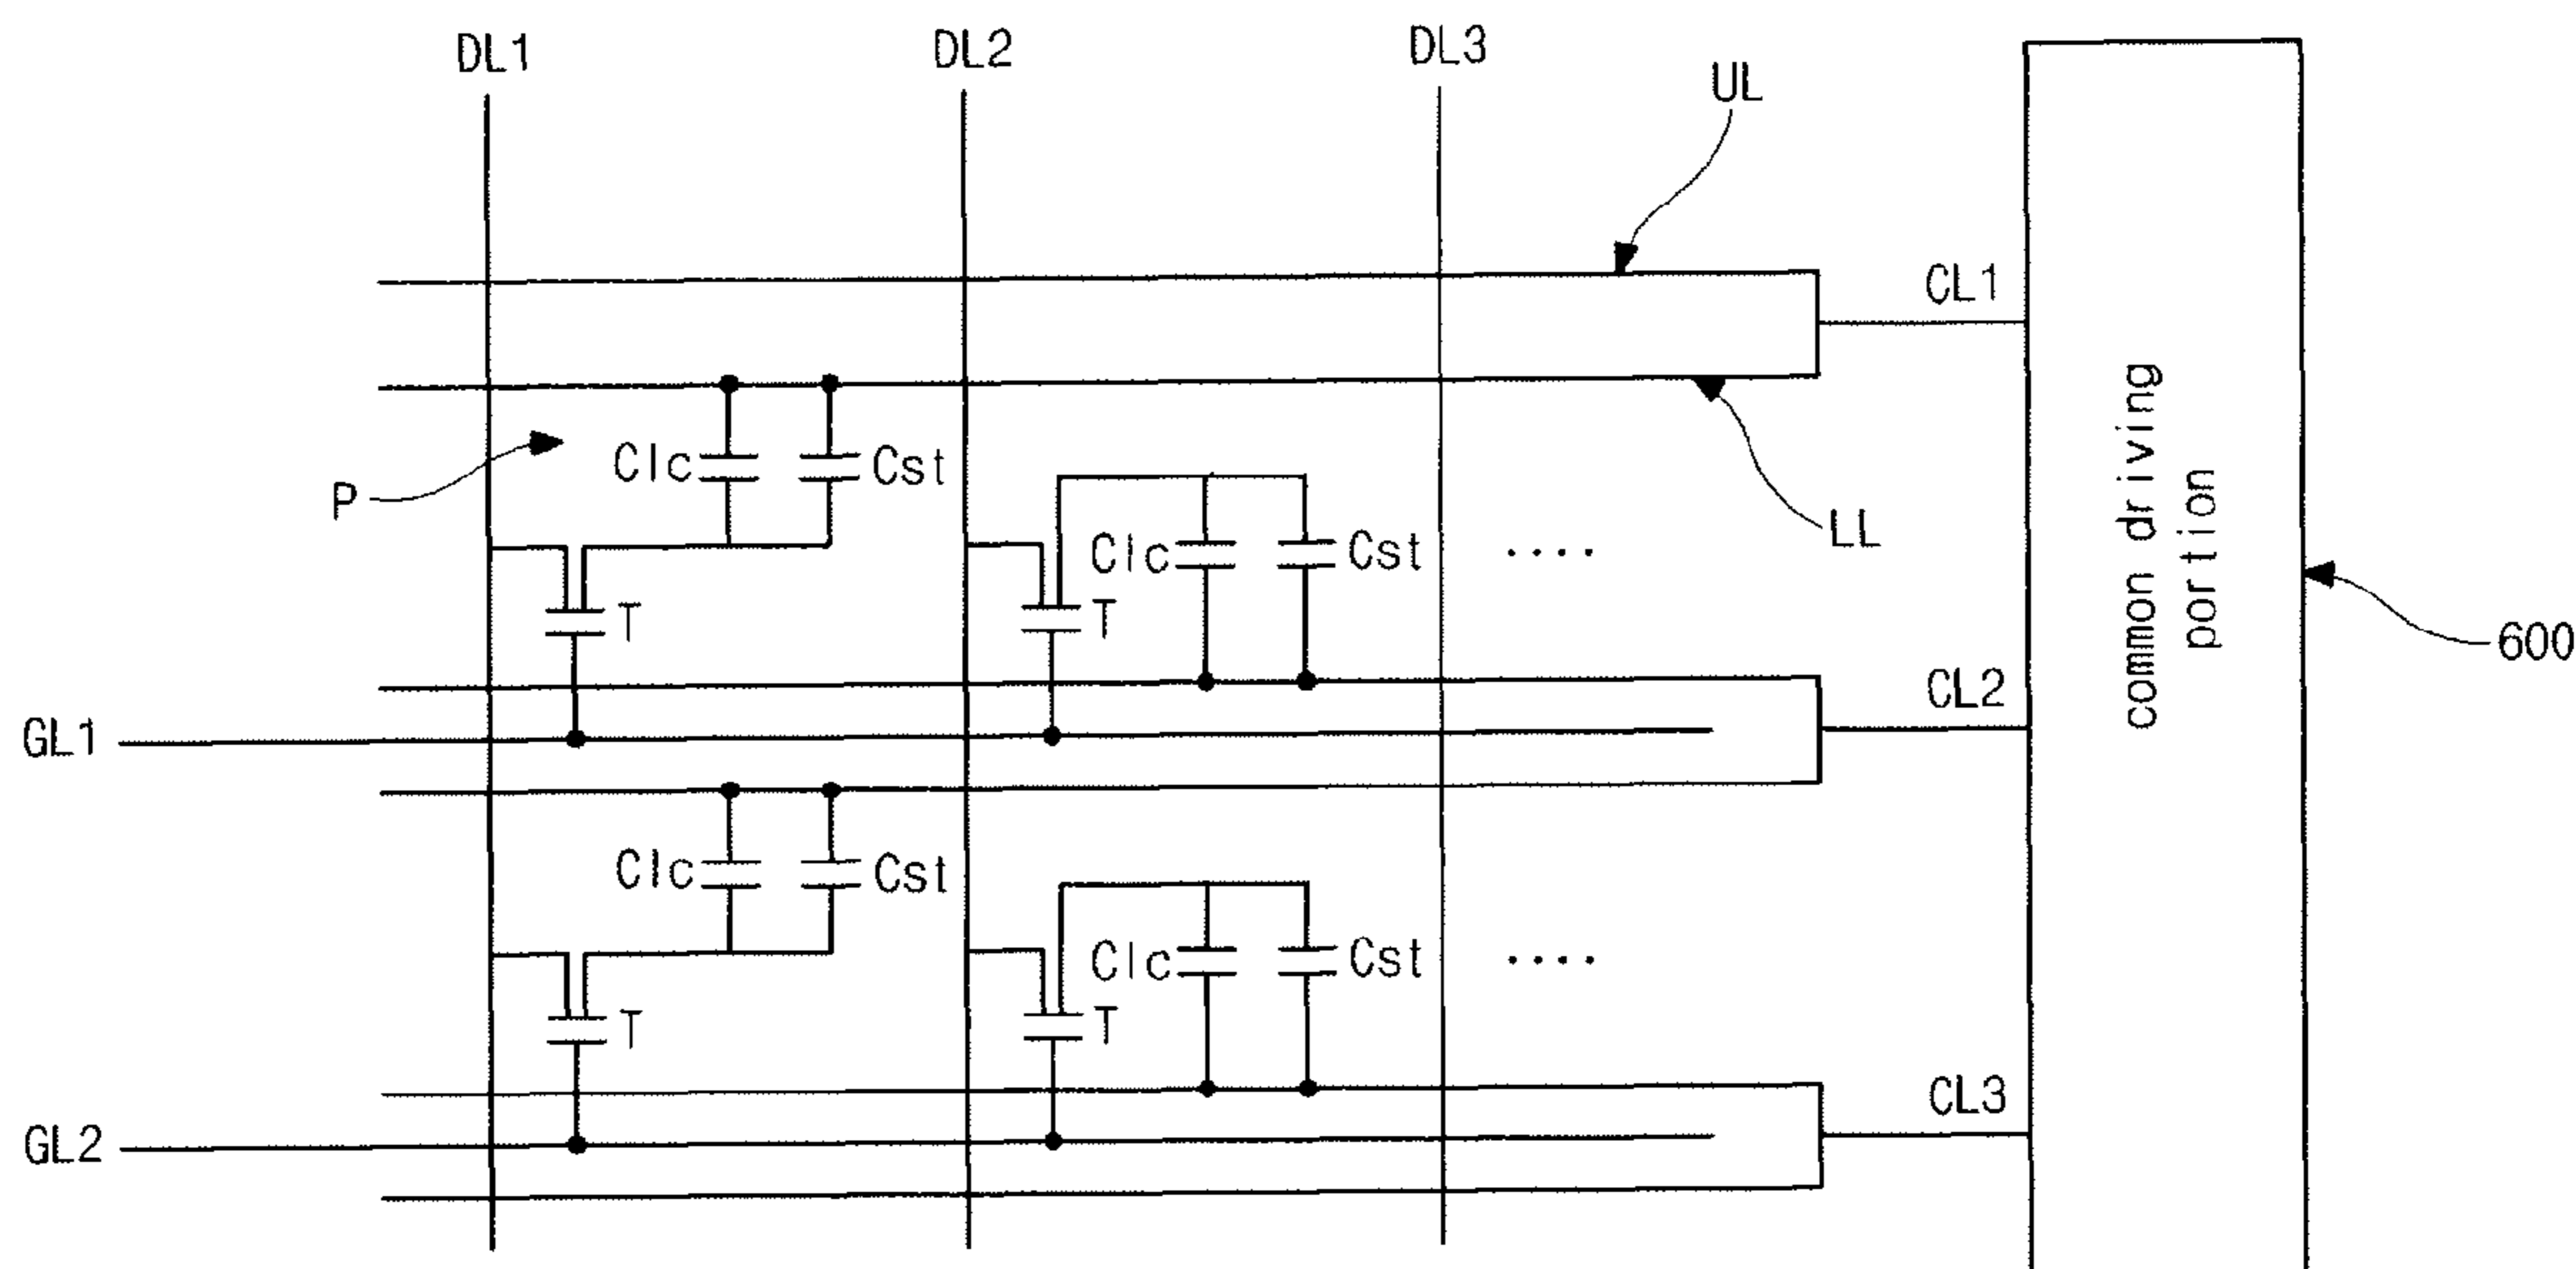 DL1
DL2
DL3
UL
CL1
P
Clc
Cst
Clc
Cst
....
LL
T
T
common driving
portion
600
CL2
GL1
Clc
Cst
Clc
Cst
....
T
T
CL3
GL2